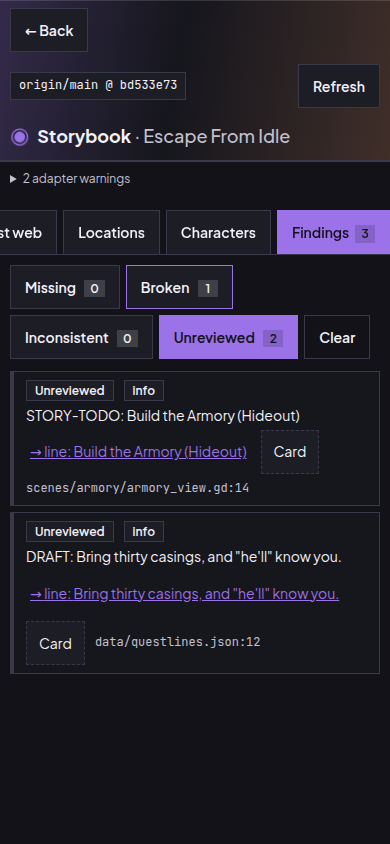 ← Back
origin/main @ bd533e73
Refresh
Storybook · Escape From Idle
2 adapter warnings
st web
Locations
Characters
Findings 3
Missing 0
Broken 1
Inconsistent 0
Unreviewed 2
Clear
Unreviewed Info
STORY-TODO: Build the Armory (Hideout)
→ line: Build the Armory (Hideout)
Card
scenes/armory/armory_view.gd:14
Unreviewed Info
DRAFT: Bring thirty casings, and "he'll" know you.
→ line: Bring thirty casings, and "he'll" know you.
Card
data/questlines.json:12